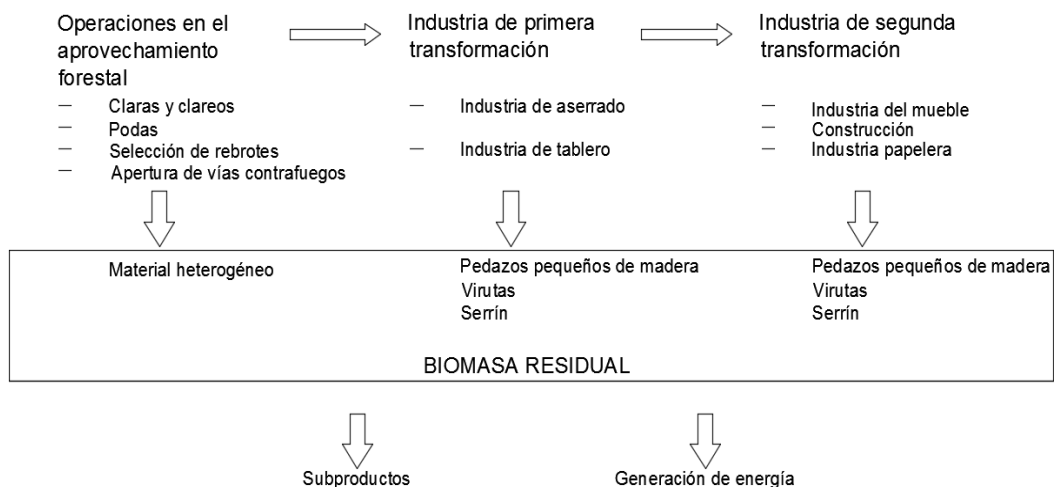 Operaciones en el
aprovechamiento
forestal
— Claras y clareos
— Podas
— Selección de rebrotes
— Apertura de vías contrafuegos
Industria de primera
transformación
— Industria de aserrado
— Industria de tablero
Industria de segunda
transformación
— Industria del mueble
— Construcción
— Industria papelera
Material heterogéneo
Pedazos pequeños de madera
Virutas
Serrín
Pedazos pequeños de madera
Virutas
Serrín
BIOMASA RESIDUAL
Subproductos
Generación de energía